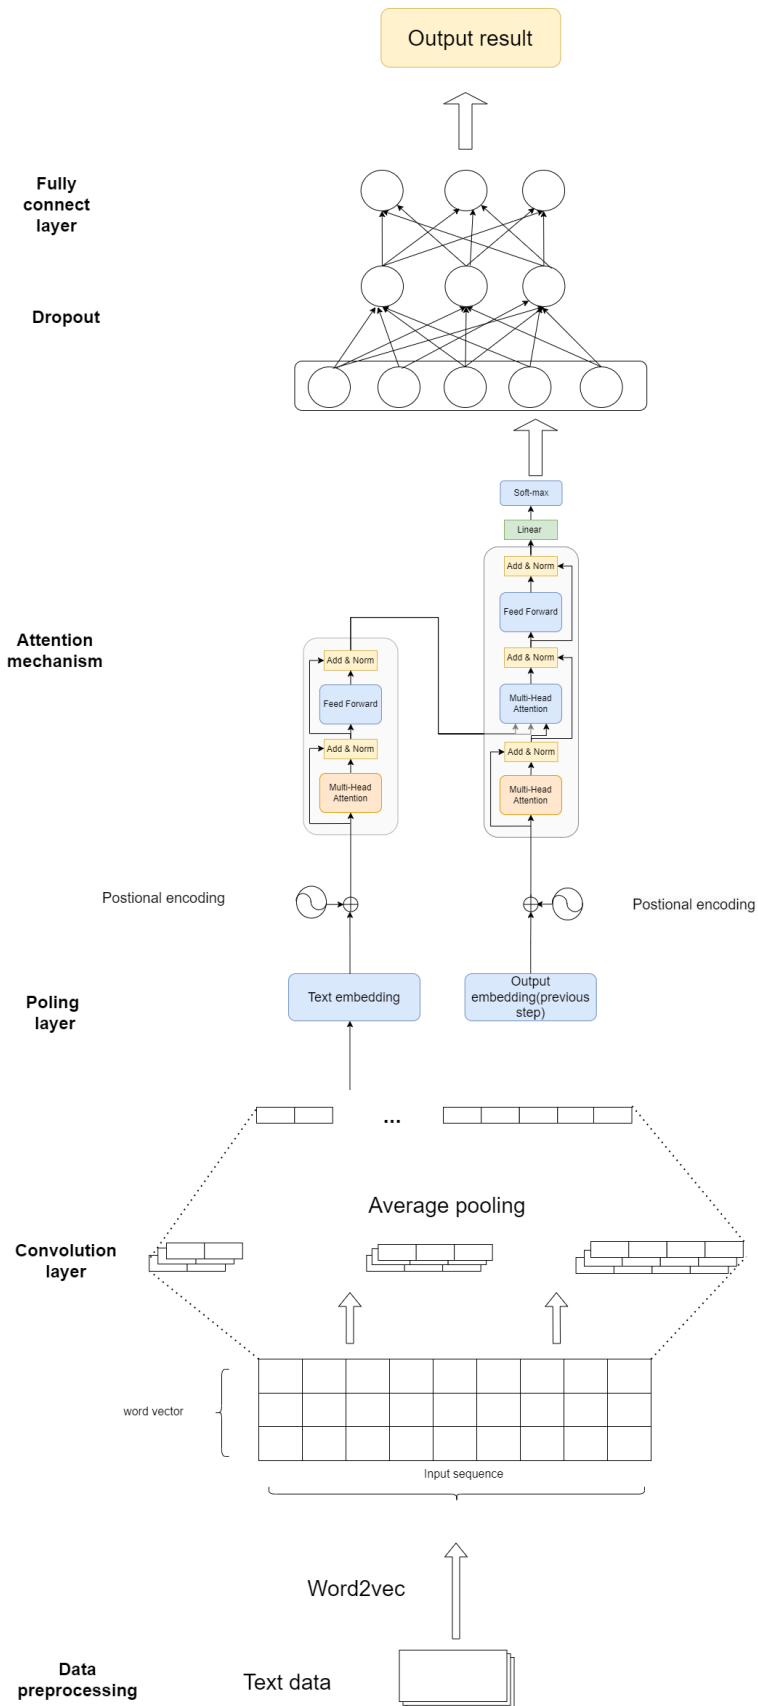 Output result
Fully
connect
layer
Dropout
Soft-max
Linear
Add & Norm
Feed Forward
Attention
mechanism
Add & Norm
Add & Norm
Feed Forward
Multi-Head
Attention
Add & Norm
Add & Norm
Multi-Head
Attention
Multi-Head
Attention
Postional encoding
Postional encoding
Poling
layer
Text embedding
Output
embedding(previous
step)
...
Average pooling
Convolution
layer
word vector
Input sequence
Word2vec
Data
preprocessing
Text data